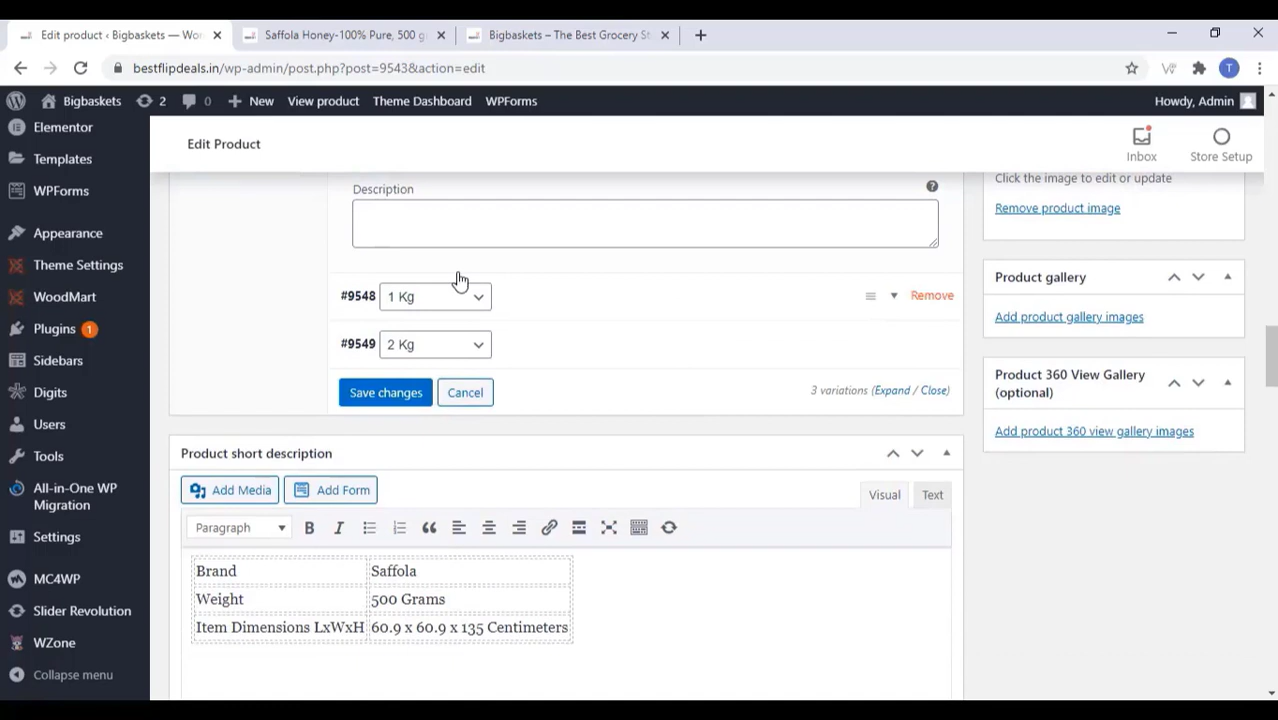 Edit product ‹ Bigbaskets — Wor
Saffola Honey-100% Pure, 500 g
Bigbaskets – The Best Grocery St
bestflipdeals.in/wp-admin/post.php?post=9543&action=edit
T
Bigbaskets
2
0
New
View product
Theme Dashboard
WPForms
Howdy, Admin
Elementor
Templates
WPForms
Appearance
Theme Settings
WoodMart
Plugins 1
Sidebars
Digits
Users
Tools
All-in-One WP
Migration
Settings
MC4WP
Slider Revolution
WZone
Collapse menu
Edit Product
Inbox
Store Setup
Description
#9548 1 Kg
Remove
#9549 2 Kg
Save changes
Cancel
3 variations (Expand / Close)
Product short description
Add Media
Add Form
Visual
Text
Paragraph
Brand Saffola
Weight 500 Grams
Item Dimensions LxWxH 60.9 x 60.9 x 135 Centimeters
Click the image to edit or update
Remove product image
Product gallery
Add product gallery images
Product 360 View Gallery
(optional)
Add product 360 view gallery images